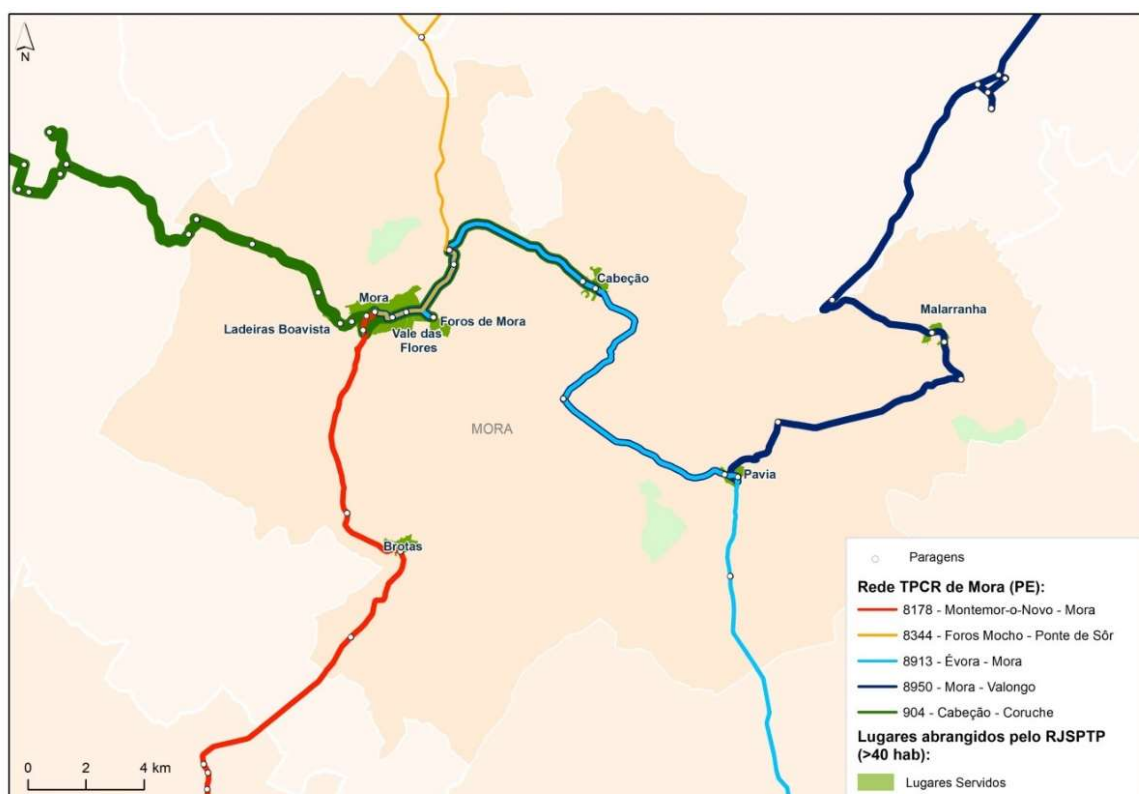 N
Cabeção
Mora
Malarranha
Ladeiras Boavista
Foros de Mora
Vale das
Flores
MORA
Pavia
Brotas
Paragens
Rede TPCR de Mora (PE):
8178 - Montemor-o-Novo - Mora
8344 - Foros Mocho - Ponte de Sôr
8913 - Évora - Mora
8950 - Mora - Valongo
904 - Cabeção - Coruche
Lugares abrangidos pelo RJSPTP
(>40 hab):
Lugares Servidos
0 2 4 km